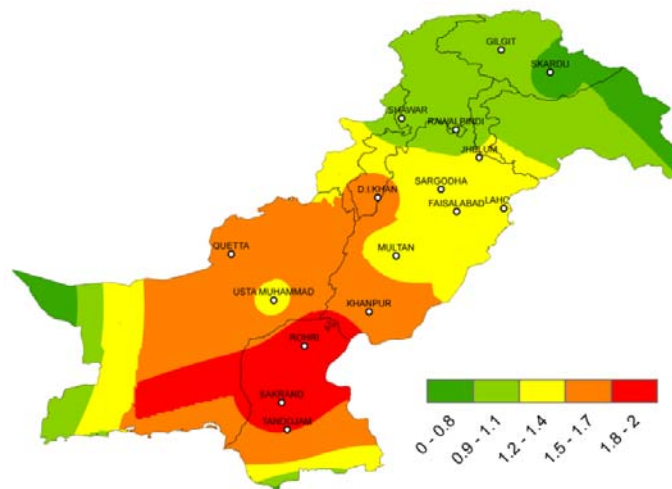 GILGIT
SKARDU
SHAWAR
RAWALPINDI
JHELUM
D.I.KHAN
SARGODHA
FAISALABAD
LAHO
QUETTA
MULTAN
USTA MUHAMMAD
KHANPUR
ROHRI
SAKRAND
TANDOJAM
0 - 0.8
0.9 - 1.1
1.2 - 1.4
1.5 - 1.7
1.8 - 2